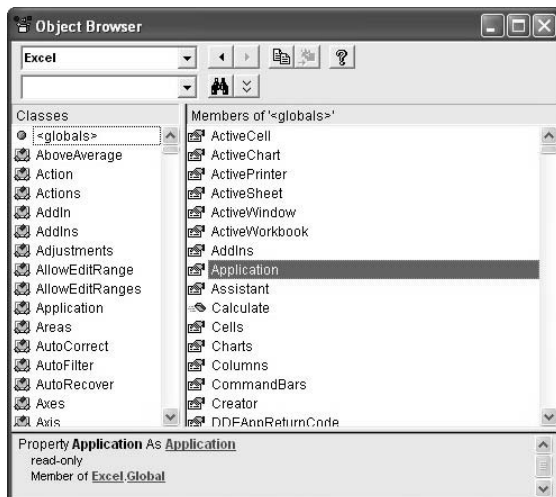 Object Browser
Excel
Classes
Members of '<globals>'
<globals>
AboveAverage
Action
Actions
AddIn
AddIns
Adjustments
AllowEditRange
AllowEditRanges
Application
Areas
AutoCorrect
AutoFilter
AutoRecover
Axes
Axis
ActiveCell
ActiveChart
ActivePrinter
ActiveSheet
ActiveWindow
ActiveWorkbook
AddIns
Application
Assistant
Calculate
Cells
Charts
Columns
CommandBars
Creator
DDEAppReturnCode
Property Application As Application
read-only
Member of Excel.Global